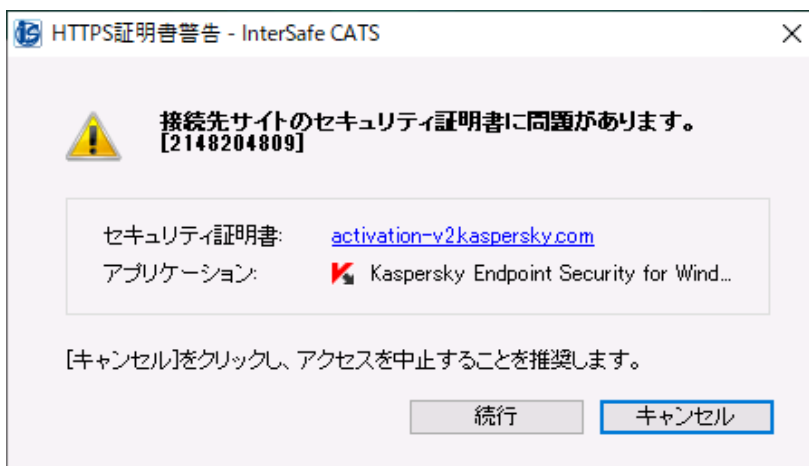 HTTPS証明書警告 - InterSafe CATS
接続先サイトのセキュリティ証明書に問題があります。
[2148204809]
セキュリティ証明書: activation-v2.kaspersky.com
アプリケーション: Kaspersky Endpoint Security for Wind...
[キャンセル]をクリックし、アクセスを中止することを推奨します。
続行 キャンセル